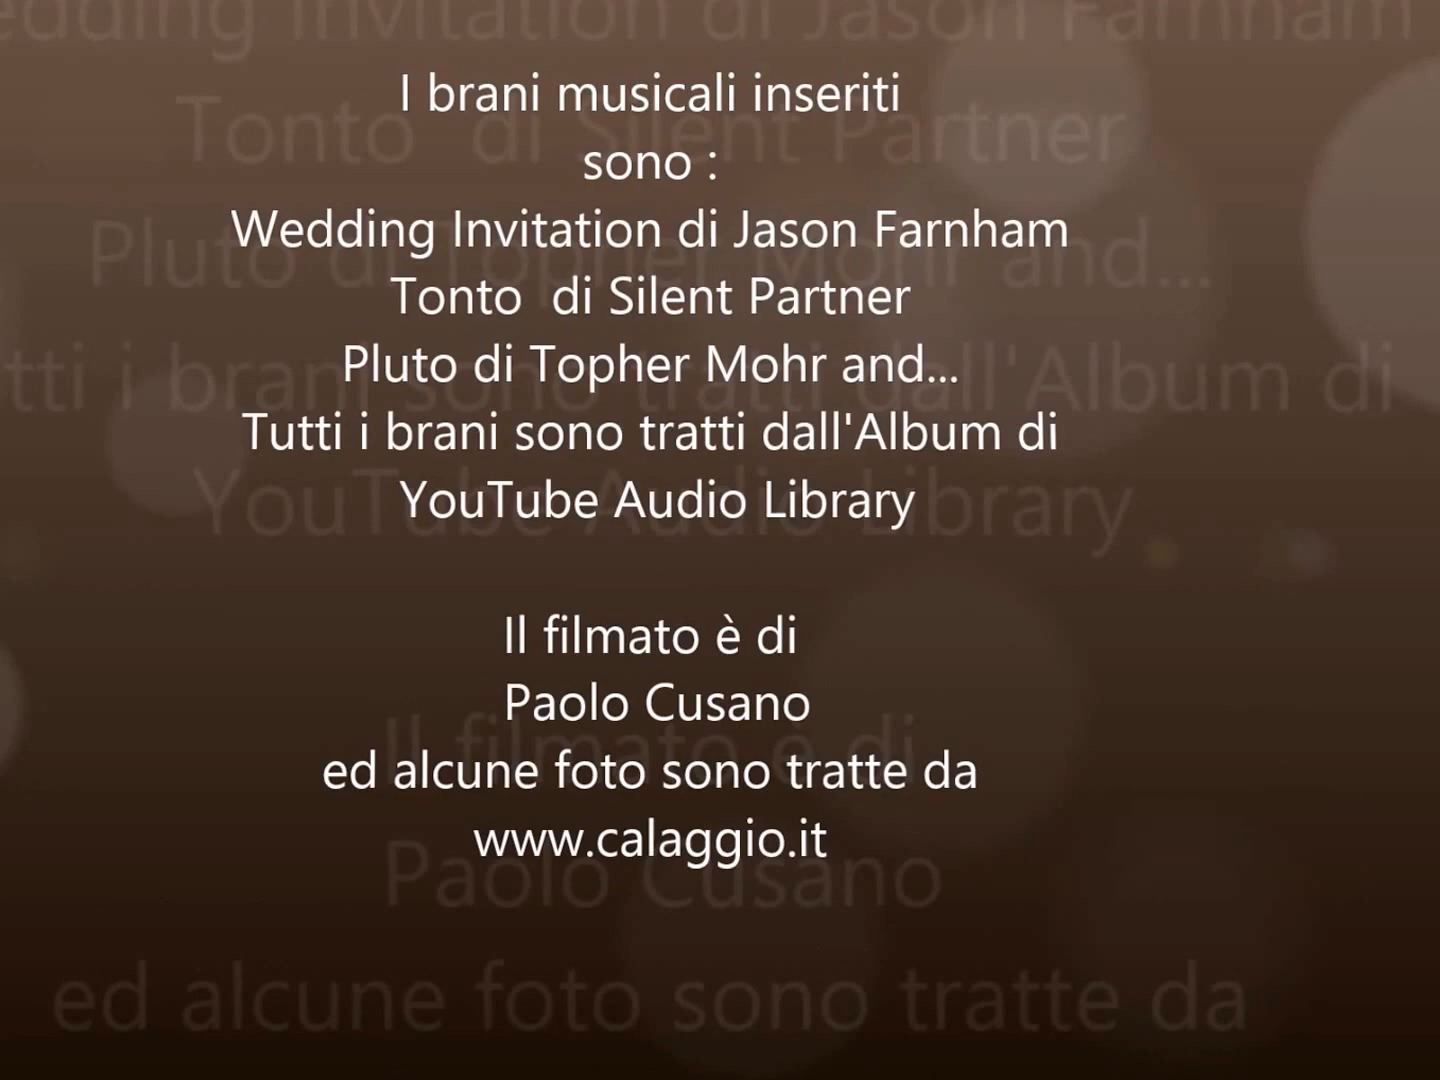 I brani musicali inseriti
sono :
Wedding Invitation di Jason Farnham
Tonto  di Silent Partner
Pluto di Topher Mohr and...
Tutti i brani sono tratti dall'Album di
YouTube Audio Library
Il filmato è di
Paolo Cusano
ed alcune foto sono tratte da
www.calaggio.it